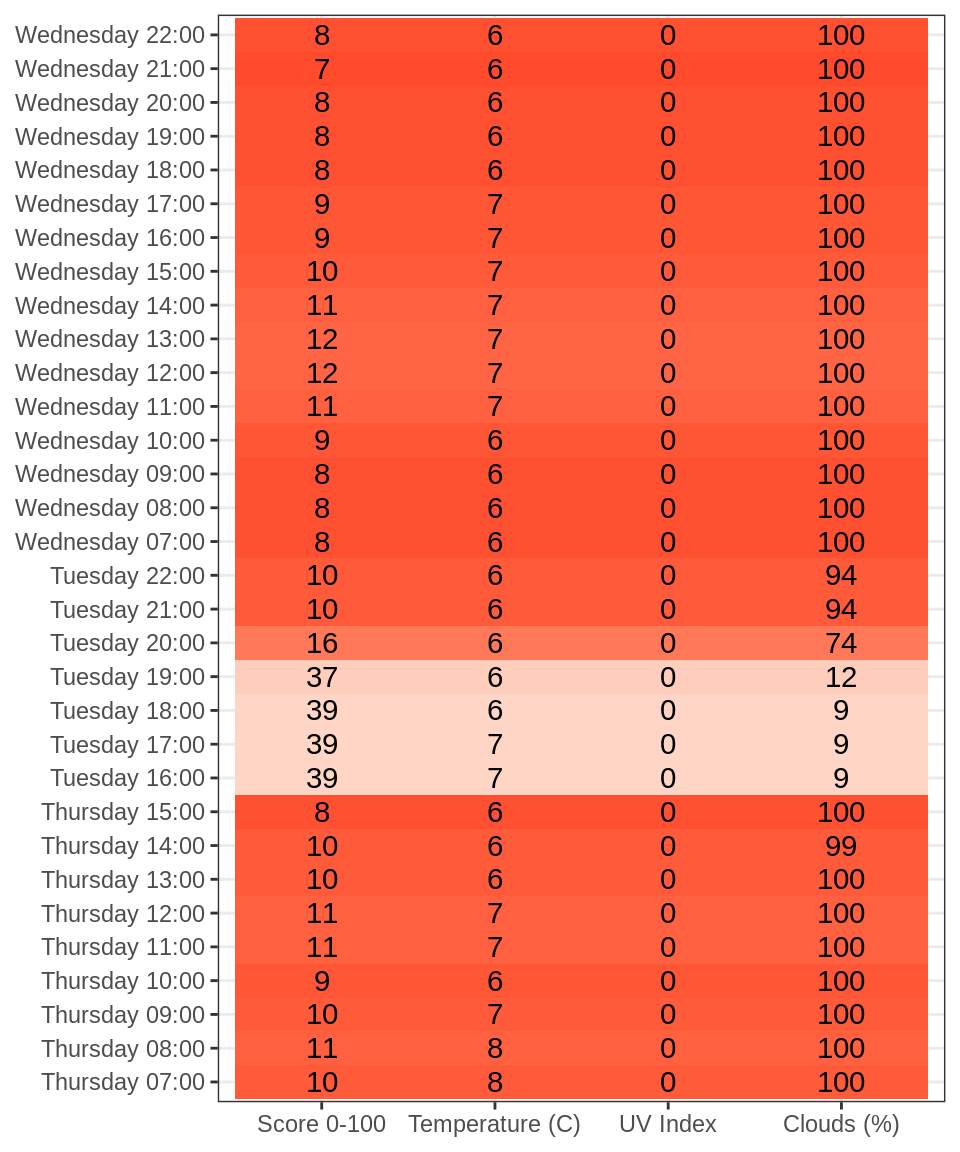 Wednesday 22:00 8 6 0 100
Wednesday 21:00 7 6 0 100
Wednesday 20:00 8 6 0 100
Wednesday 19:00 8 6 0 100
Wednesday 18:00 8 6 0 100
Wednesday 17:00 9 7 0 100
Wednesday 16:00 9 7 0 100
Wednesday 15:00 10 7 0 100
Wednesday 14:00 11 7 0 100
Wednesday 13:00 12 7 0 100
Wednesday 12:00 12 7 0 100
Wednesday 11:00 11 7 0 100
Wednesday 10:00 9 6 0 100
Wednesday 09:00 8 6 0 100
Wednesday 08:00 8 6 0 100
Wednesday 07:00 8 6 0 100
Tuesday 22:00 10 6 0 94
Tuesday 21:00 10 6 0 94
Tuesday 20:00 16 6 0 74
Tuesday 19:00 37 6 0 12
Tuesday 18:00 39 6 0 9
Tuesday 17:00 39 7 0 9
Tuesday 16:00 39 7 0 9
Thursday 15:00 8 6 0 100
Thursday 14:00 10 6 0 99
Thursday 13:00 10 6 0 100
Thursday 12:00 11 7 0 100
Thursday 11:00 11 7 0 100
Thursday 10:00 9 6 0 100
Thursday 09:00 10 7 0 100
Thursday 08:00 11 8 0 100
Thursday 07:00 10 8 0 100
Score 0-100 Temperature (C) UV Index Clouds (%)